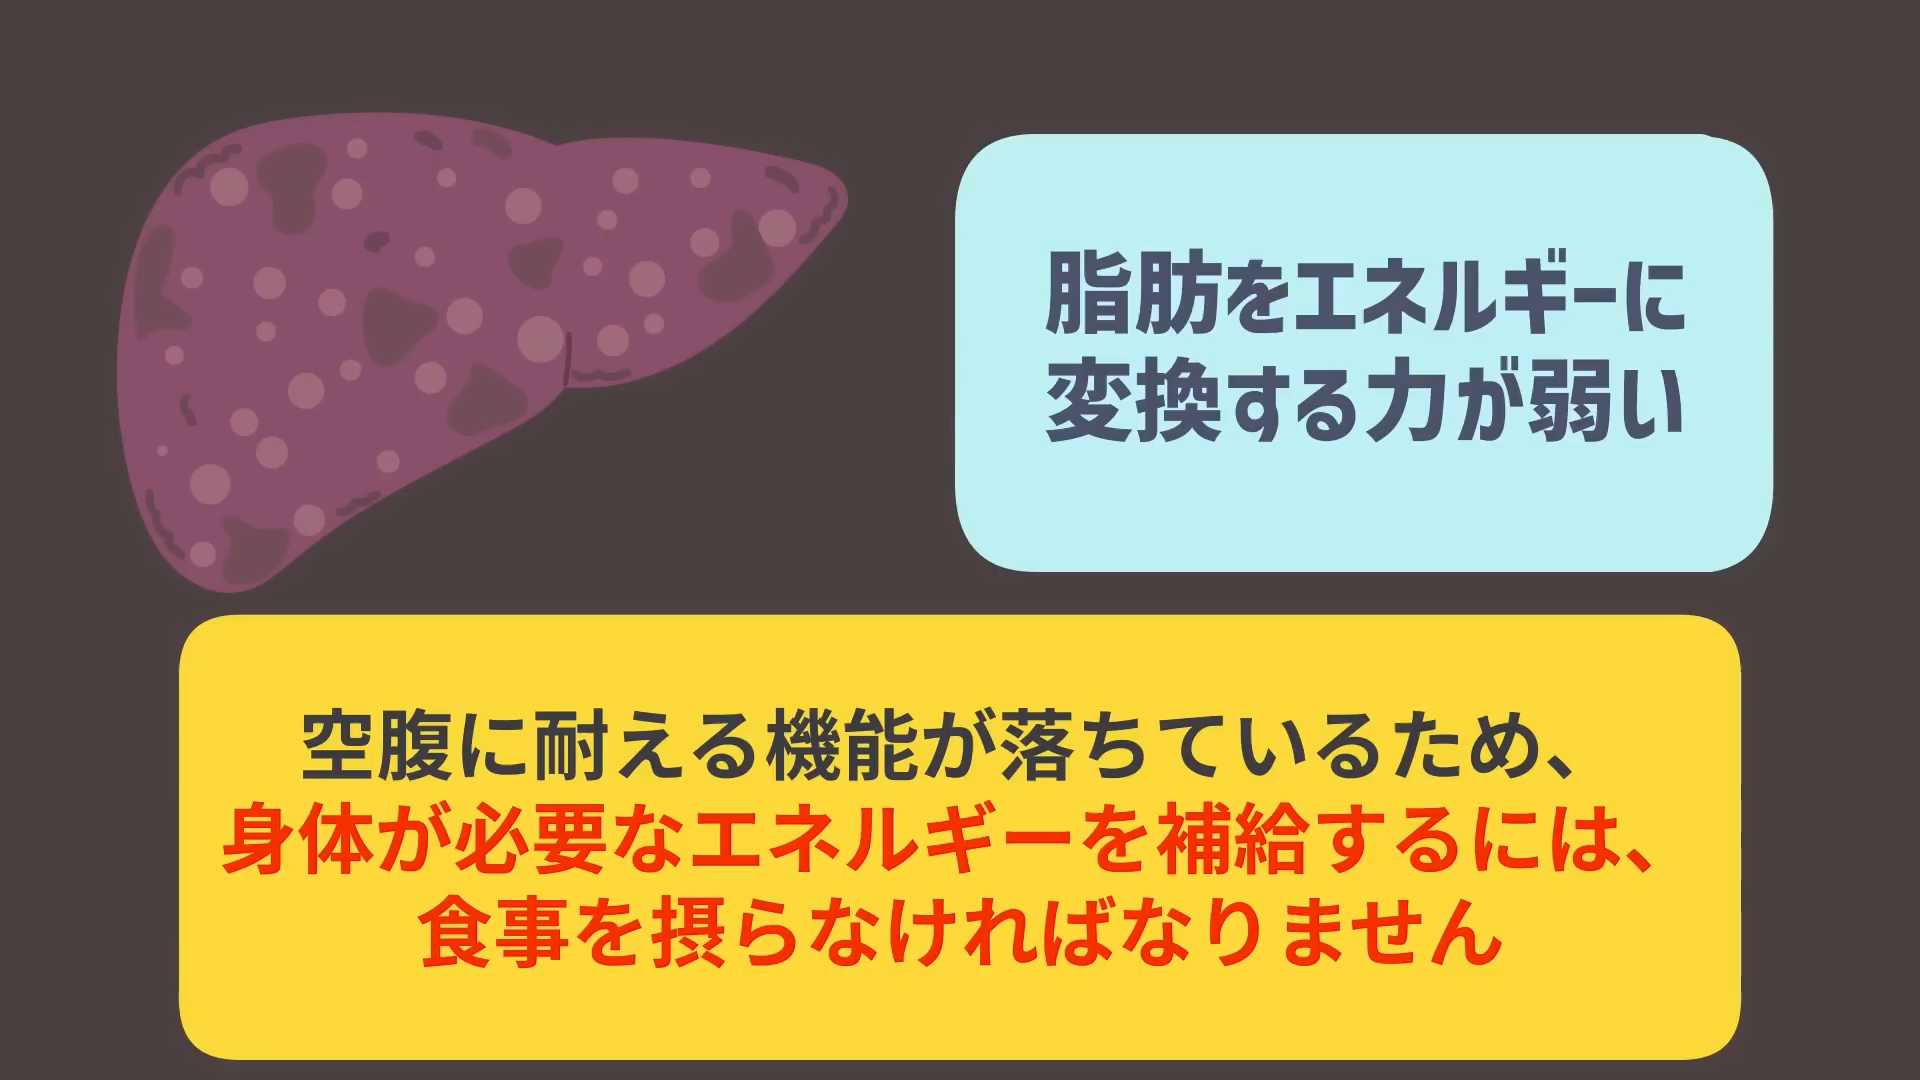 脂肪をエネルギーに
変換する力が弱い
空腹に耐える機能が落ちているため、
身体が必要なエネルギーを補給するには、
食事を摂らなければなりません